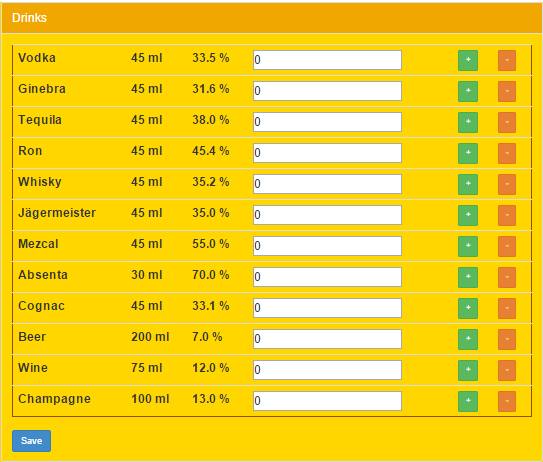 Drinks
Vodka 45 ml 33.5 % 0 + -
Ginebra 45 ml 31.6 % 0 + -
Tequila 45 ml 38.0 % 0 + -
Ron 45 ml 45.4 % 0 + -
Whisky 45 ml 35.2 % 0 + -
Jägermeister 45 ml 35.0 % 0 + -
Mezcal 45 ml 55.0 % 0 + -
Absenta 30 ml 70.0 % 0 + -
Cognac 45 ml 33.1 % 0 + -
Beer 200 ml 7.0 % 0 + -
Wine 75 ml 12.0 % 0 + -
Champagne 100 ml 13.0 % 0 + -
Save